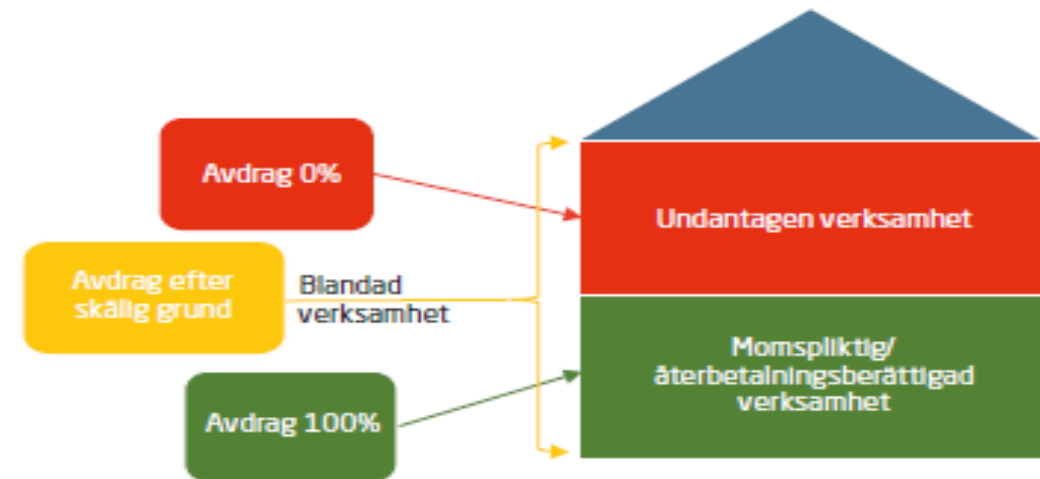 Avdrag 0%
Undantagen verksamhet
Avdrag efter
skälig grund
Blandad
verksamhet
Momspliktig/
återbetalningsberättigad
verksamhet
Avdrag 100%